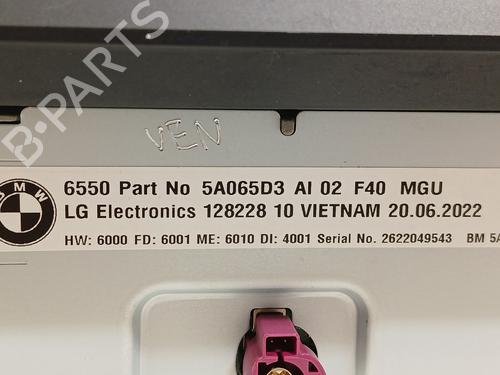 VEN
BMW
6550 Part No 5A065D3 AI 02 F40 MGU
LG Electronics 128228 10 VIETNAM 20.06.2022
HW: 6000 FD: 6001 ME: 6010 DI: 4001 Serial No. 2622049543 BM 5A
B-PARTS